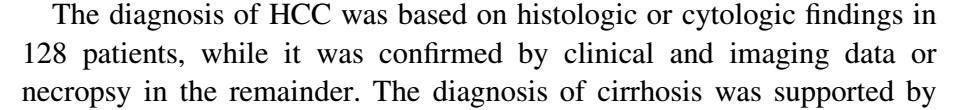 The diagnosis of HCC was based on histologic or cytologic findings in
128 patients, while it was confirmed by clinical and imaging data or
necropsy in the remainder. The diagnosis of cirrhosis was supported by